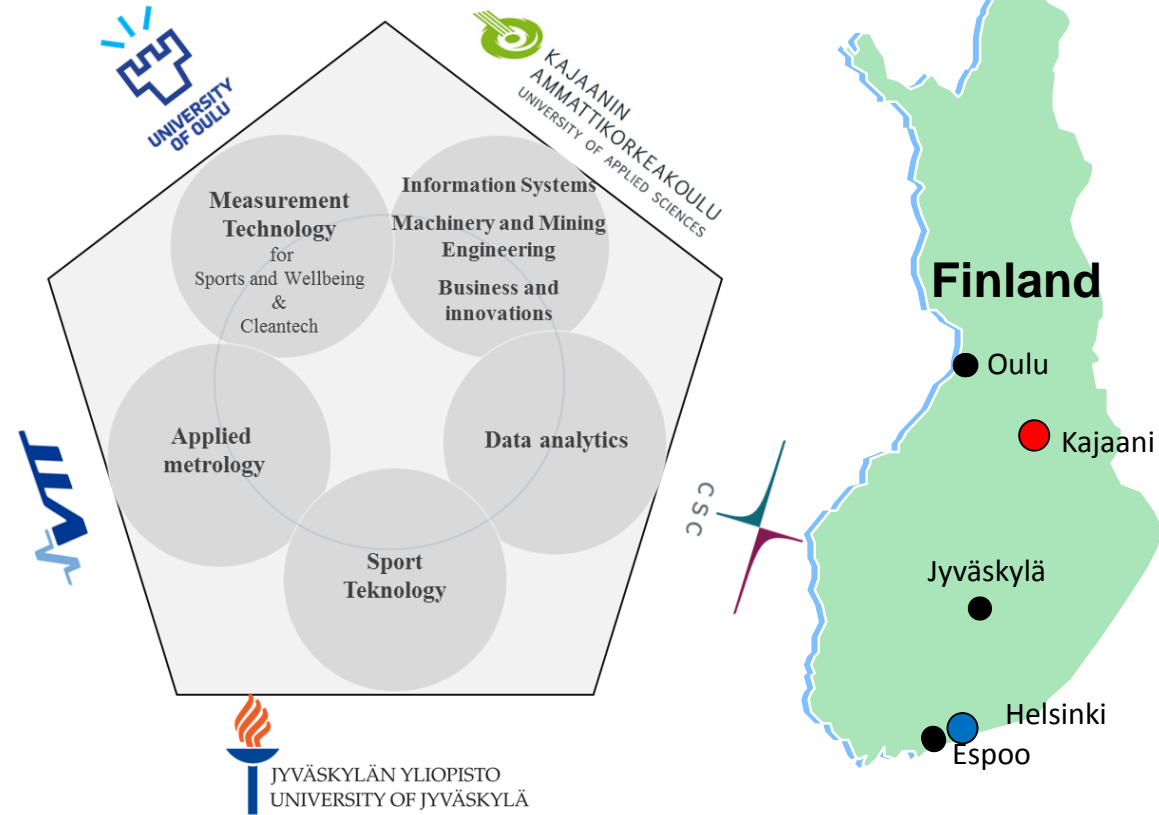 UNIVERSITY
OF OULU
KAJAANIN
AMMATTIKORKEAKOULU
UNIVERSITY OF APPLIED SCIENCES
Measurement
Technology
for
Sports and Wellbeing
&
Cleantech
Information Systems
Machinery and Mining
Engineering
Business and
innovations
Applied
metrology
Data analytics
Sport
Teknology
VTT
CSC
JYVÄSKYLÄN YLIOPISTO
UNIVERSITY OF JYVÄSKYLÄ
Finland
Oulu
Kajaani
Jyväskylä
Helsinki
Espoo